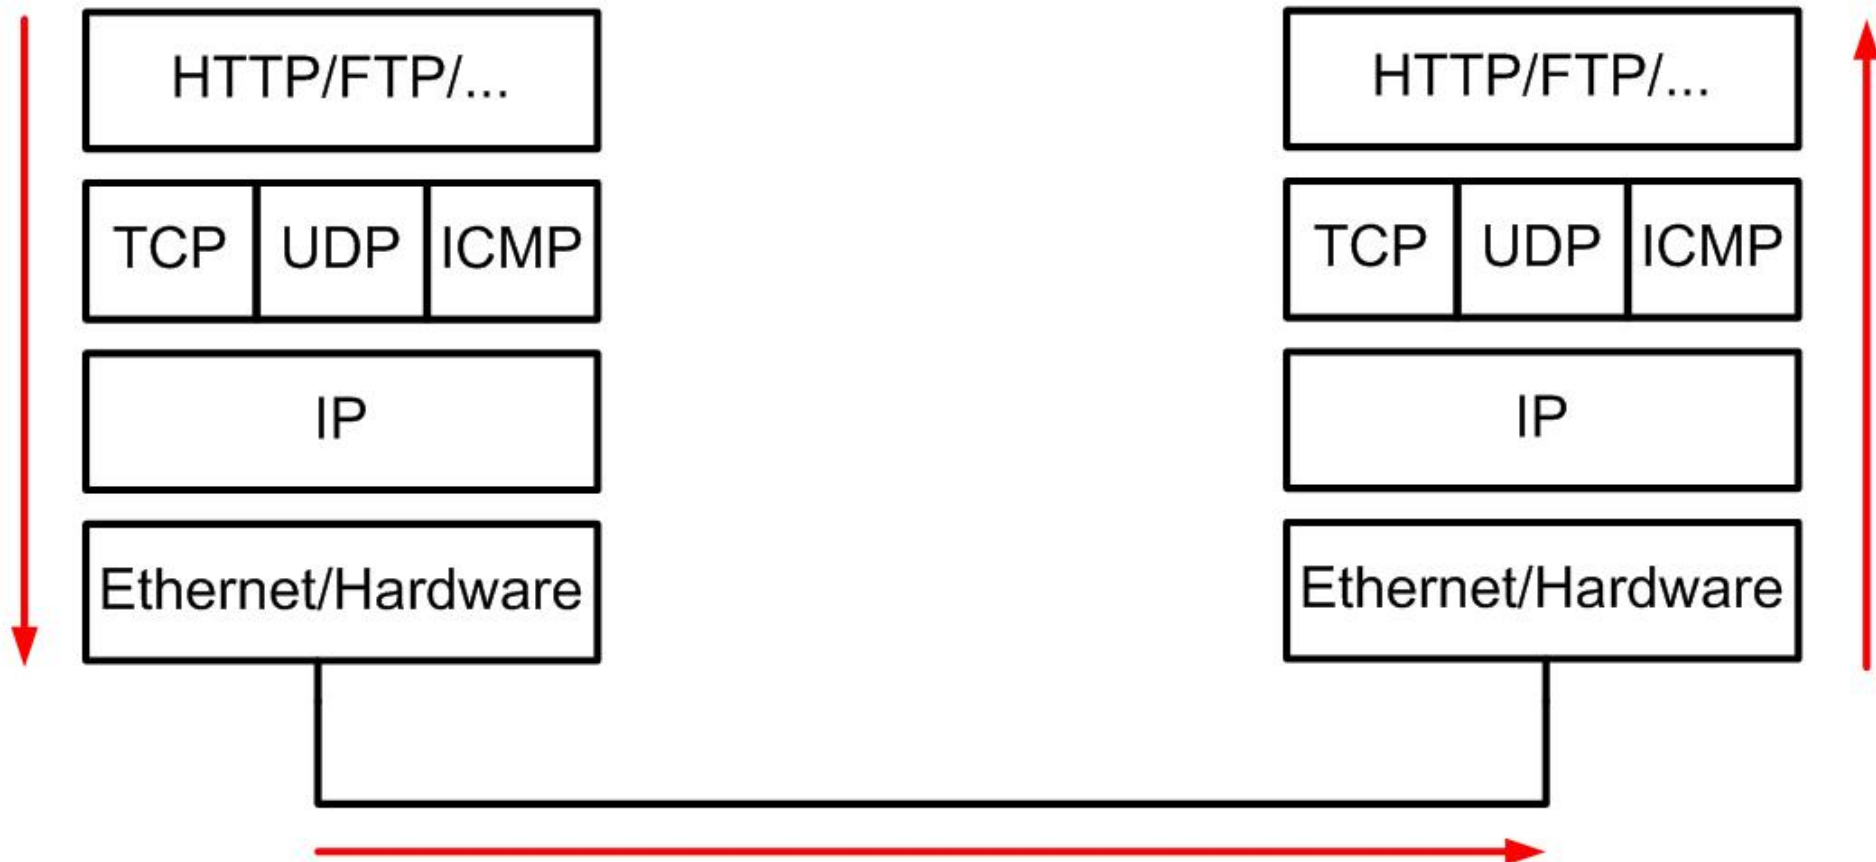 HTTP/FTP/...
TCP UDP ICMP
IP
Ethernet/Hardware
HTTP/FTP/...
TCP UDP ICMP
IP
Ethernet/Hardware